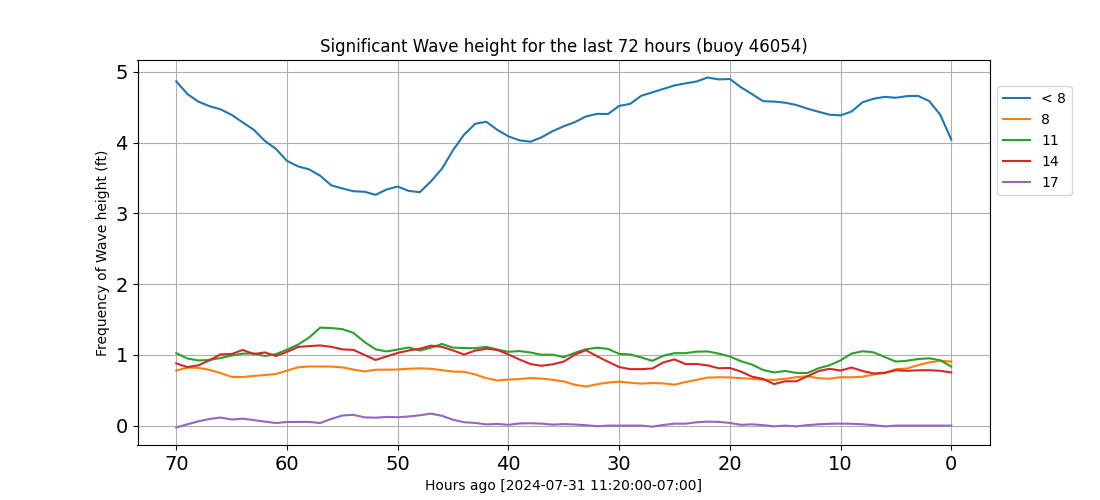 Significant Wave height for the last 72 hours (buoy 46054)
Frequency of Wave height (ft)
5
4
3
2
1
0
70 60 50 40 30 20 10 0
Hours ago [2024-07-31 11:20:00-07:00]
< 8
8
11
14
17